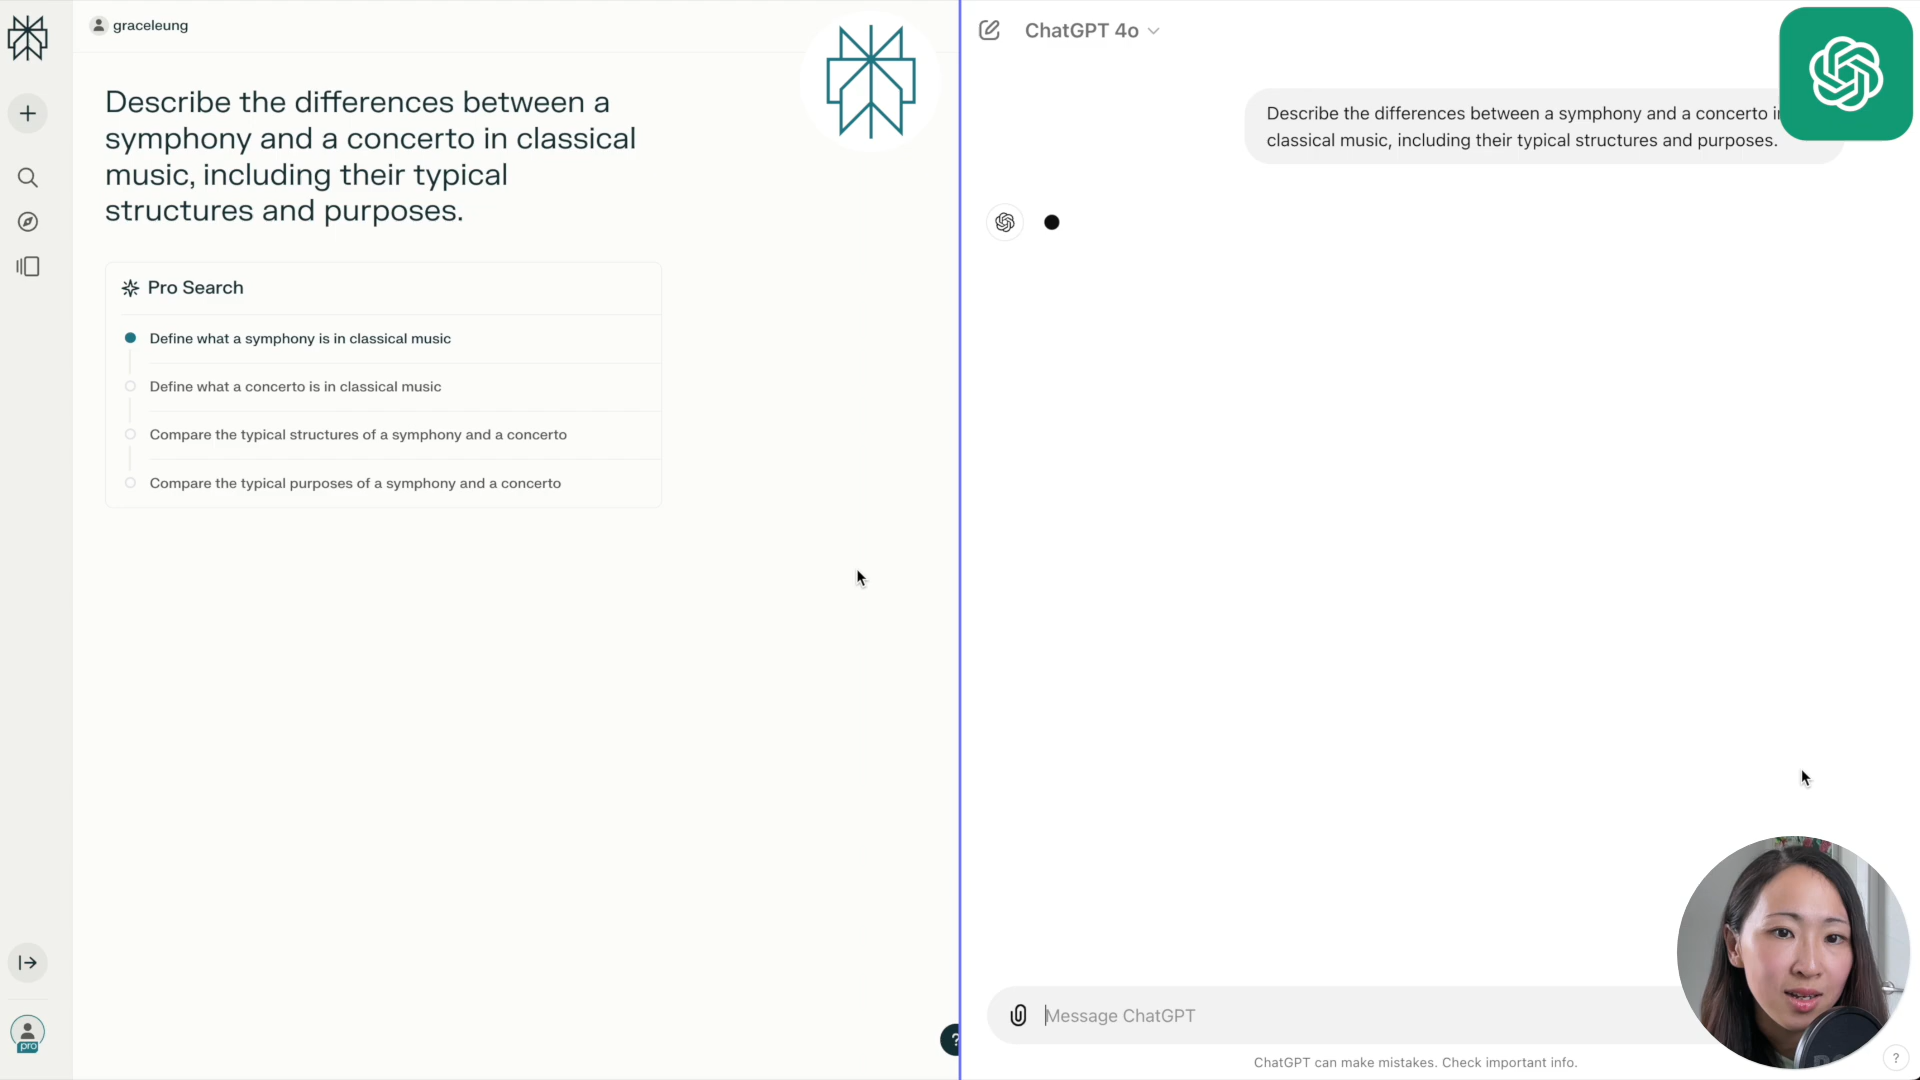 graceleung
Describe the differences between a
symphony and a concerto in classical
music, including their typical
structures and purposes.
Pro Search
Define what a symphony is in classical music
Define what a concerto is in classical music
Compare the typical structures of a symphony and a concerto
Compare the typical purposes of a symphony and a concerto
pro
?
ChatGPT 4o
Describe the differences between a symphony and a concerto
classical music, including their typical structures and purposes.
Message ChatGPT
ChatGPT can make mistakes. Check important info.
?